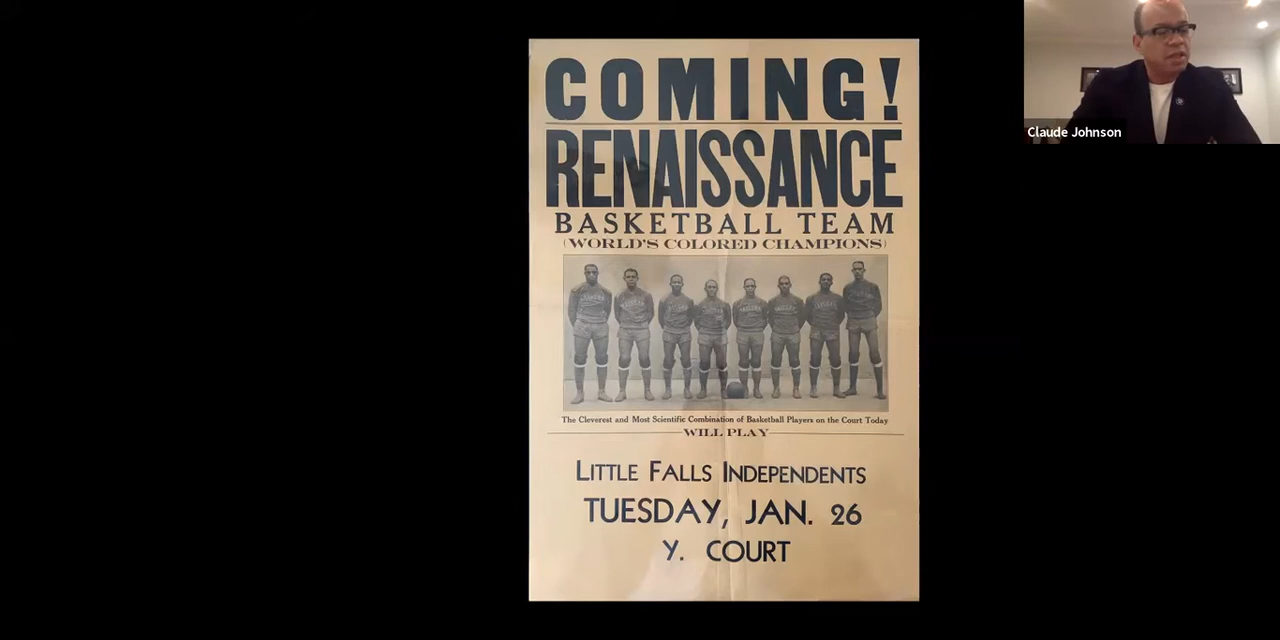 COMING!
RENAISSANCE
BASKETBALL TEAM
(WORLD'S COLORED CHAMPIONS)
The Cleverest and Most Scientific Combination of Basketball Players on the Court Today
WILL PLAY
LITTLE FALLS INDEPENDENTS
TUESDAY, JAN. 26
Y. COURT
Claude Johnson